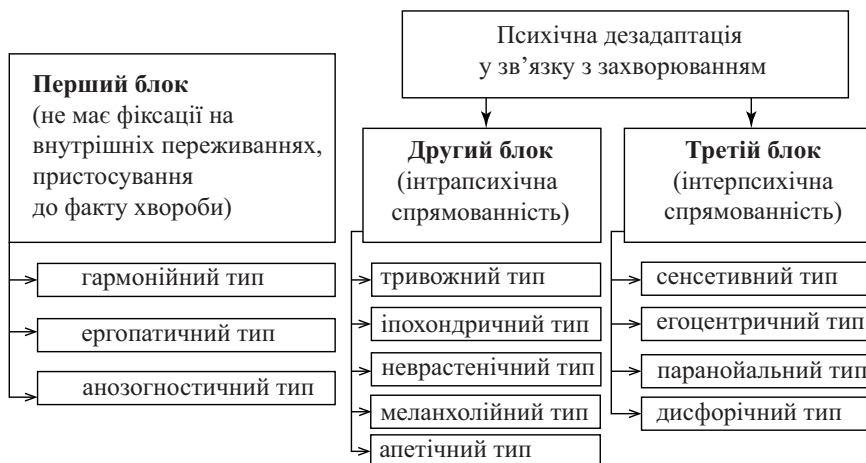 Психічна дезадаптація
у зв’язку з захворюванням
Перший блок
(не має фіксації на
внутрішніх переживаннях,
пристосування
до факту хвороби)
гармонійний тип
ергопатичний тип
анозогностичний тип
Другий блок
(інтрапсихічна
спрямованність)
тривожний тип
іпохондричний тип
неврастенічний тип
меланхолійний тип
апетічний тип
Третій блок
(інтерпсихічна
спрямованність)
сенсетивний тип
егоцентричний тип
паранойальний тип
дисфорічний тип